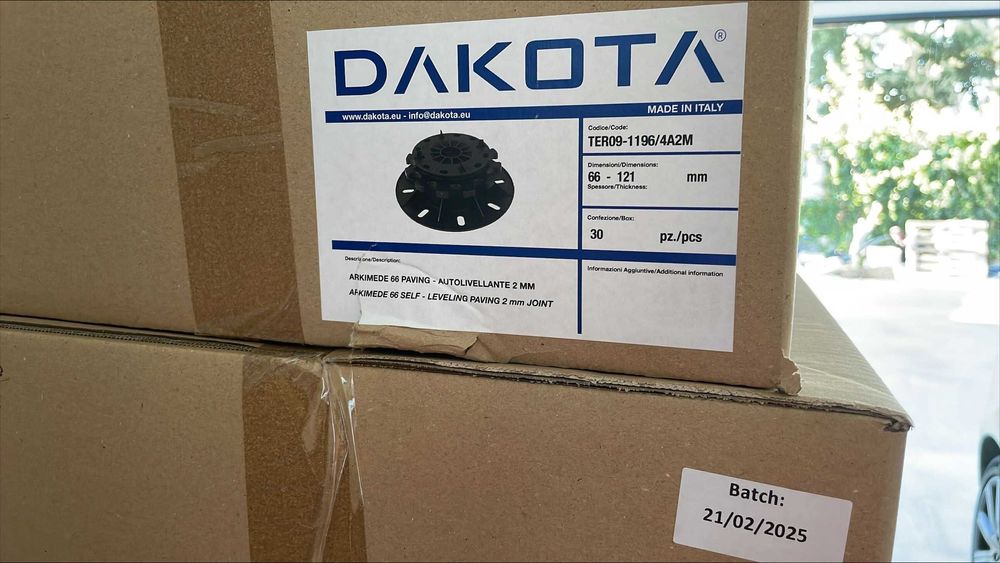 DAKOTA®
www.dakota.eu - info@dakota.eu
MADE IN ITALY
Codice/Code:
TER09-1196/4A2M
Dimensioni/Dimensions:
66 - 121 mm
Spessore/Thickness:
Confezione/Box:
30 pz./pcs
Descrizione/Description:
ARKIMEDE 66 PAVING - AUTOLIVELLANTE 2 MM
ARKIMEDE 66 SELF - LEVELING PAVING 2 mm JOINT
Informazioni Aggiuntive/Additional information
Batch:
21/02/2025